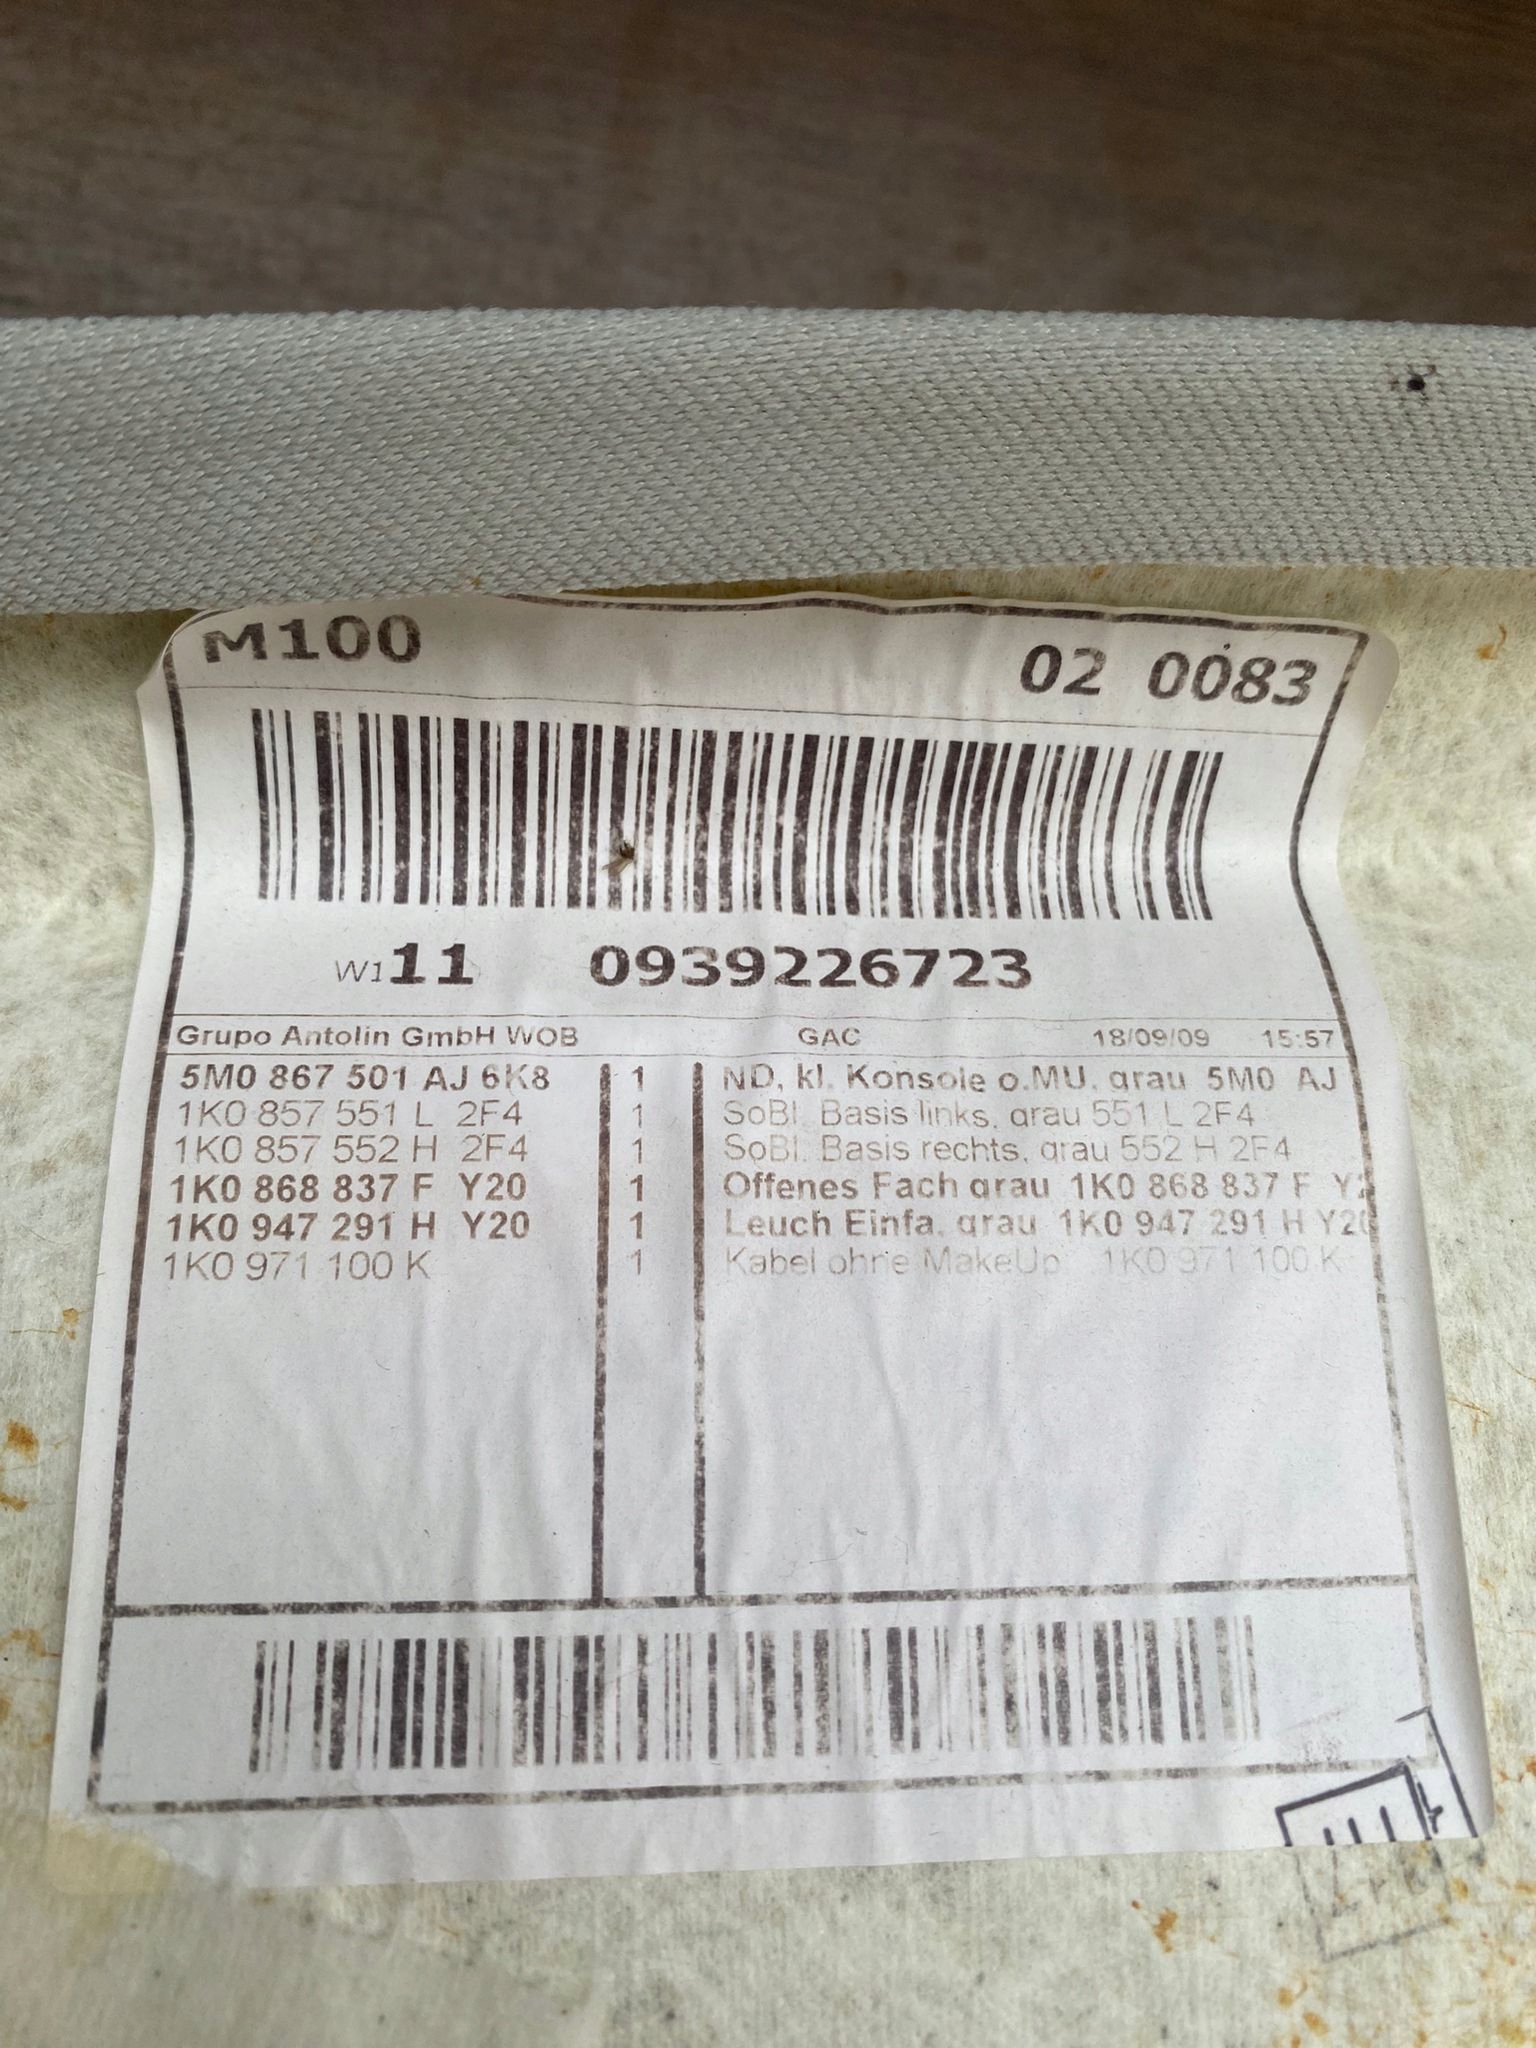 M100 02 0083
W111 0939226723
Grupo Antolin GmbH WOB GAC 18/09/09 15:57
5M0 867 501 AJ 6K8 1 ND, kl. Konsole o.MU, grau 5M0 AJ
1K0 857 551 L 2F4 1 SoBl. Basis links, grau 551 L 2F4
1K0 857 552 H 2F4 1 SoBl. Basis rechts, grau 552 H 2F4
1K0 868 837 F Y20 1 Offenes Fach grau 1K0 868 837 F Y2
1K0 947 291 H Y20 1 Leuch Einfa, grau 1K0 947 291 H Y20
1K0 971 100 K 1 Kabel ohne MakeUp 1K0 971 100 K